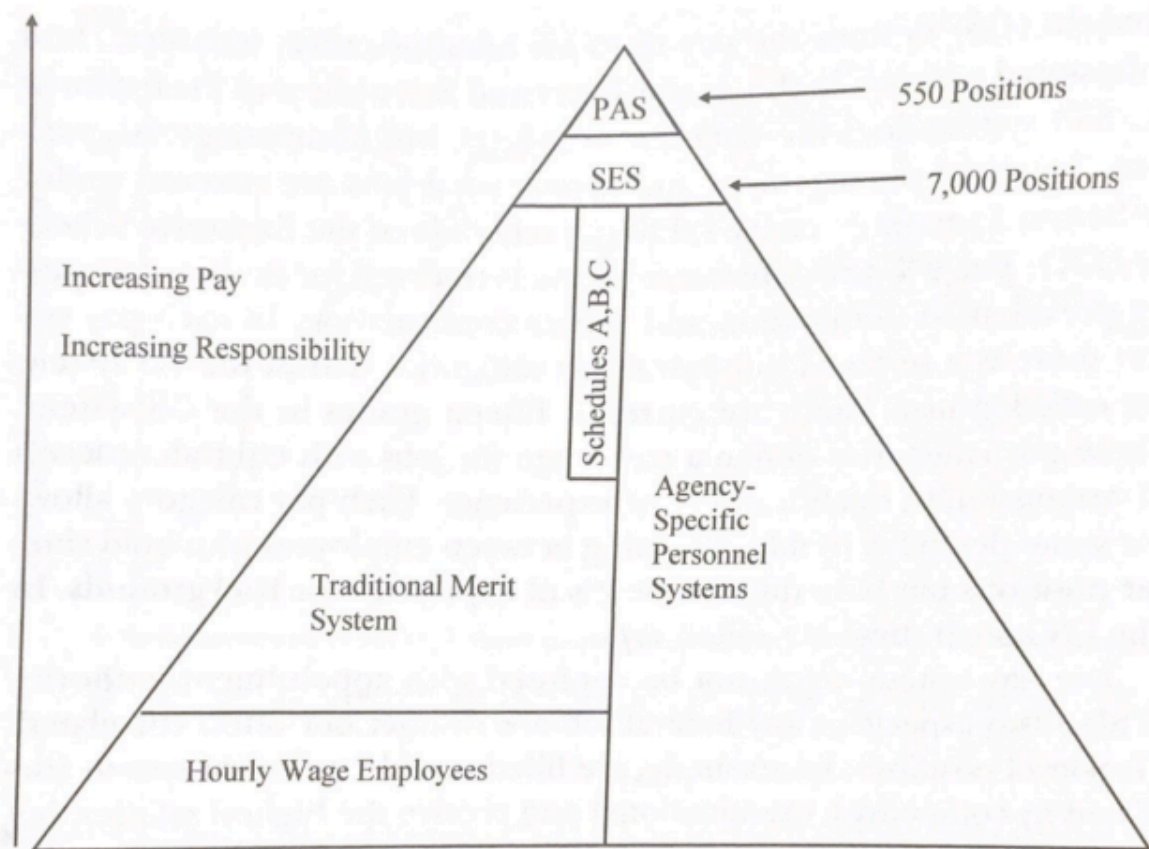 PAS
550 Positions
SES
7,000 Positions
Increasing Pay
Increasing Responsibility
Schedules A,B,C
Agency-
Specific
Personnel
Systems
Traditional Merit
System
Hourly Wage Employees